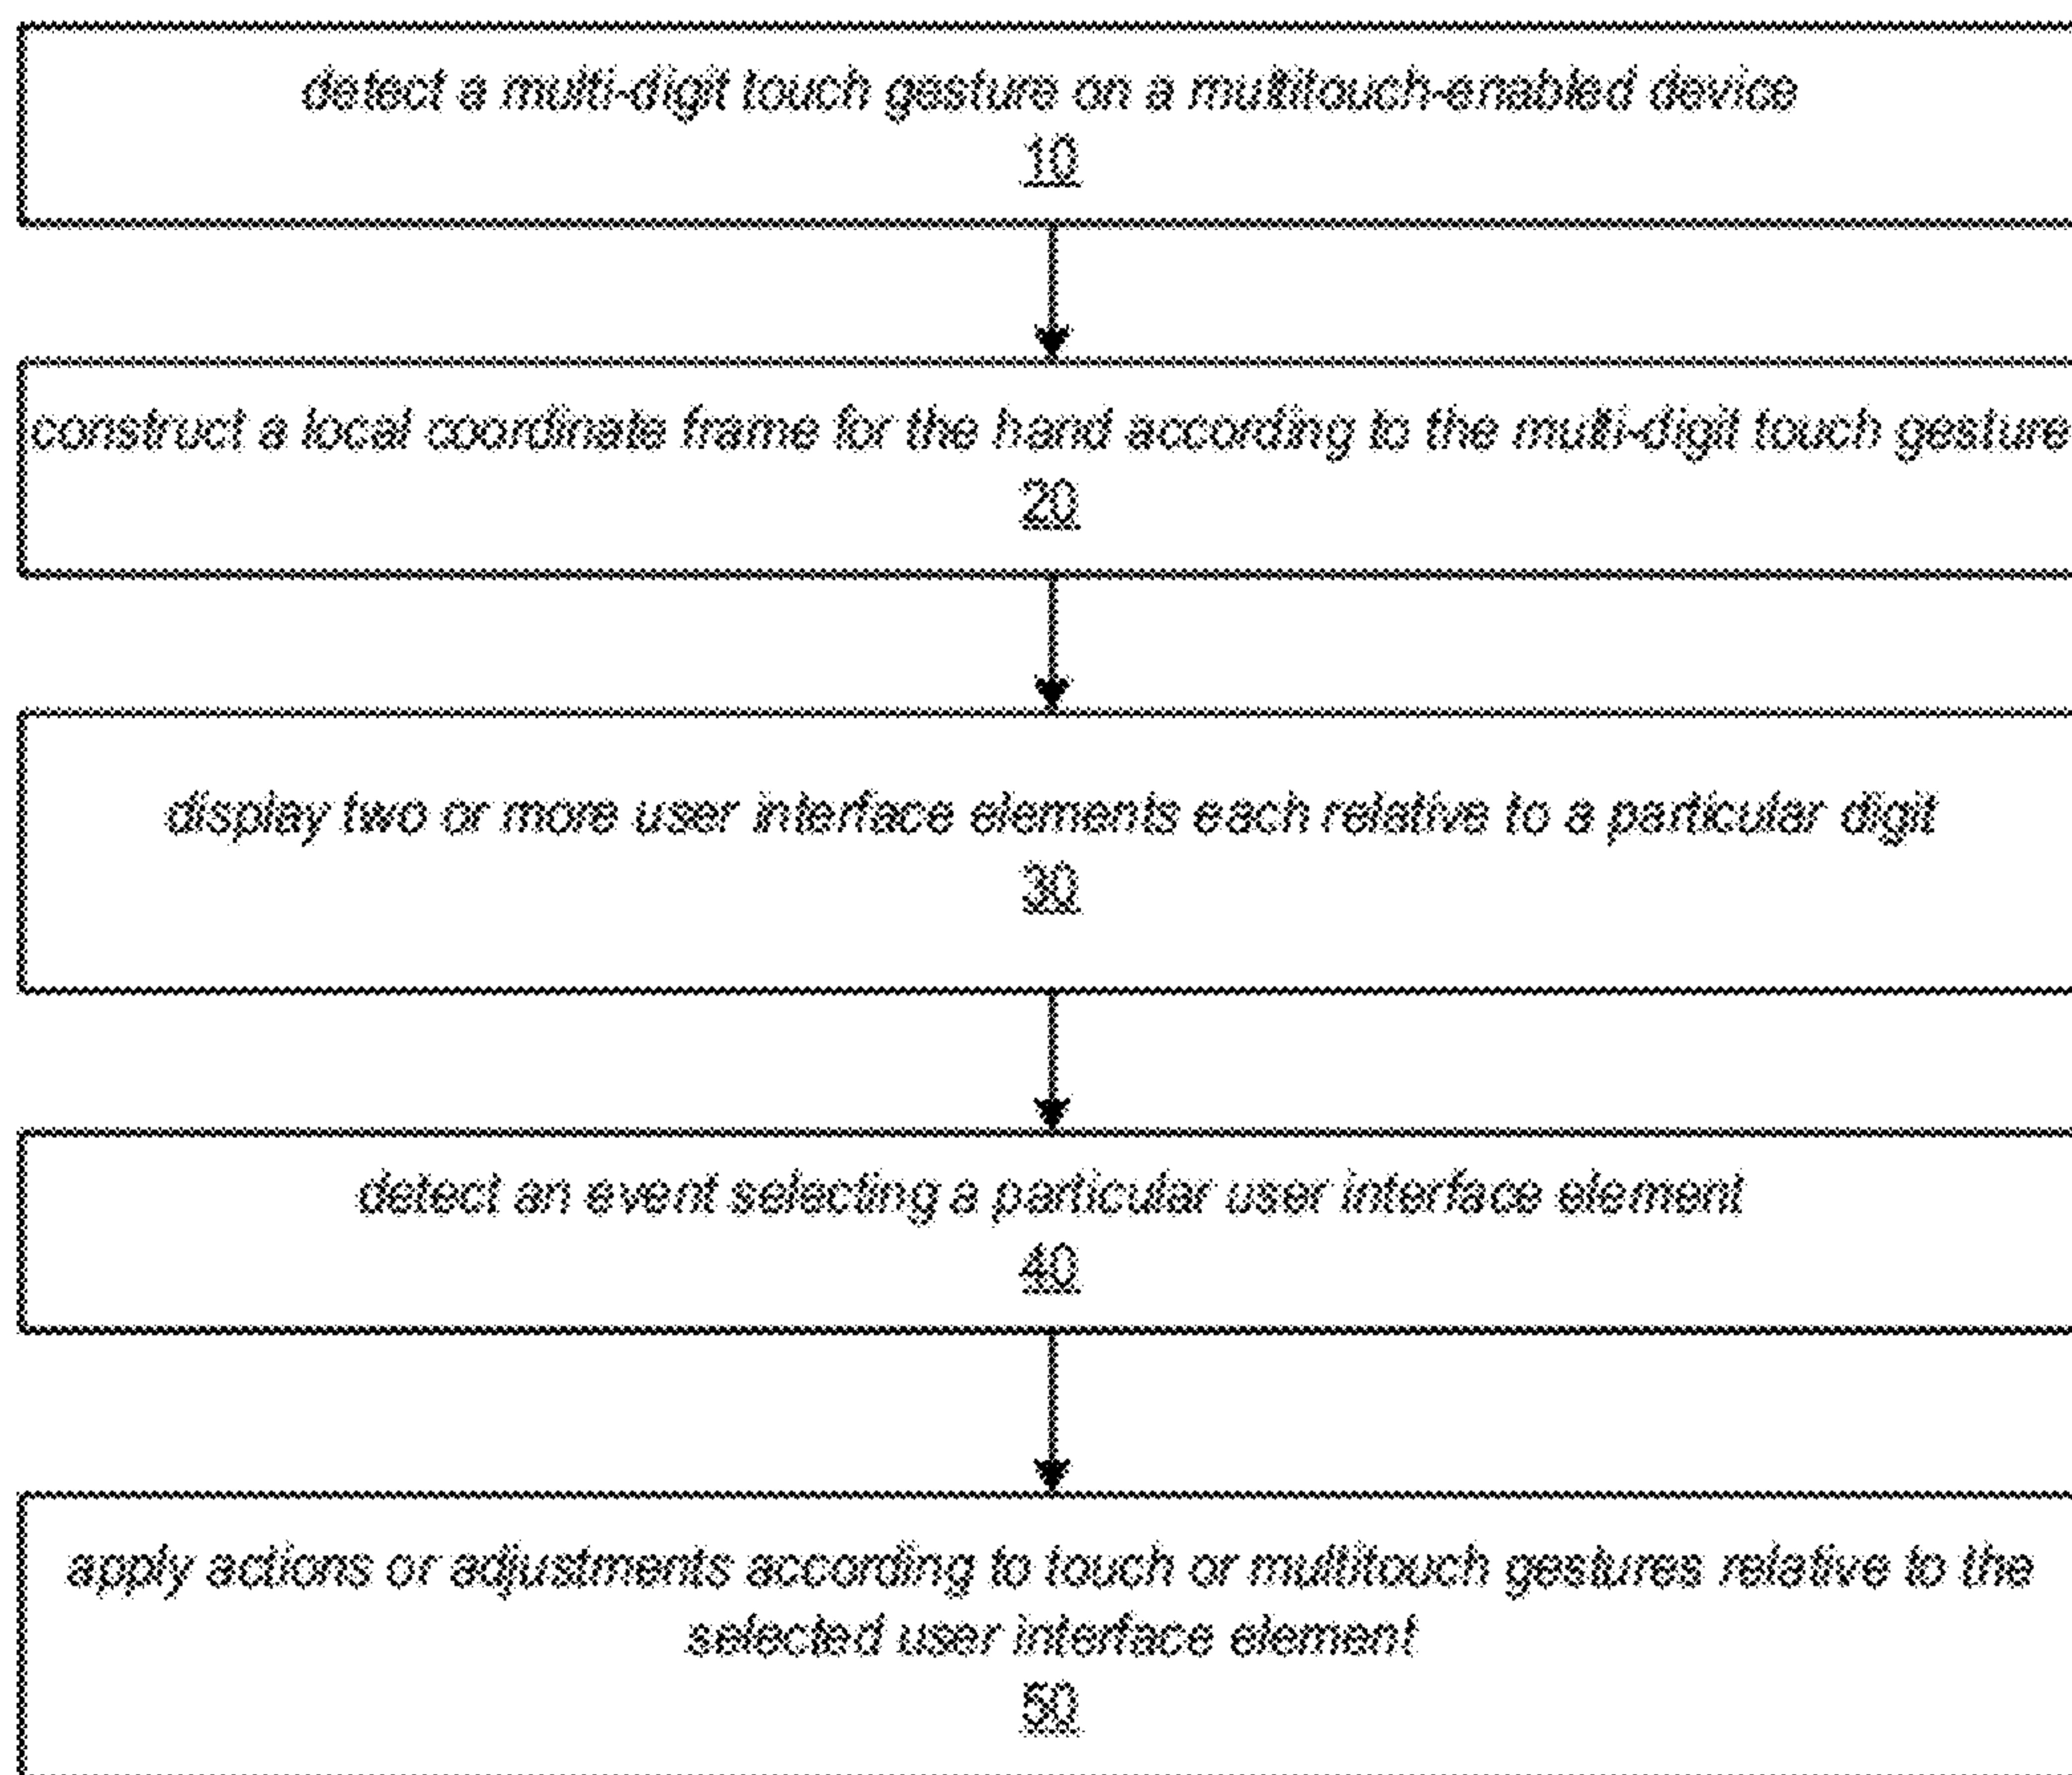 detect a multi-digit touch gesture on a multitouch-enabled device
10
construct a local coordinate frame for the hand according to the multi-digit touch gesture
20
display two or more user interface elements each relative to a particular digit
30
detect an event selecting a particular user interface element
40
apply actions or adjustments according to touch or multitouch gestures relative to the
selected user interface element
50